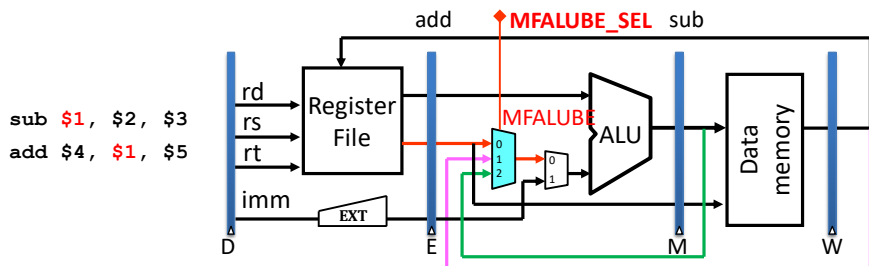 add MFALUBE_SEL sub
sub $1, $2, $3
add $4, $1, $5
rd
rs
rt
imm
Register
File
EXT
MFALUBE
0
1
2
0
1
ALU
Data
memory
D E M W